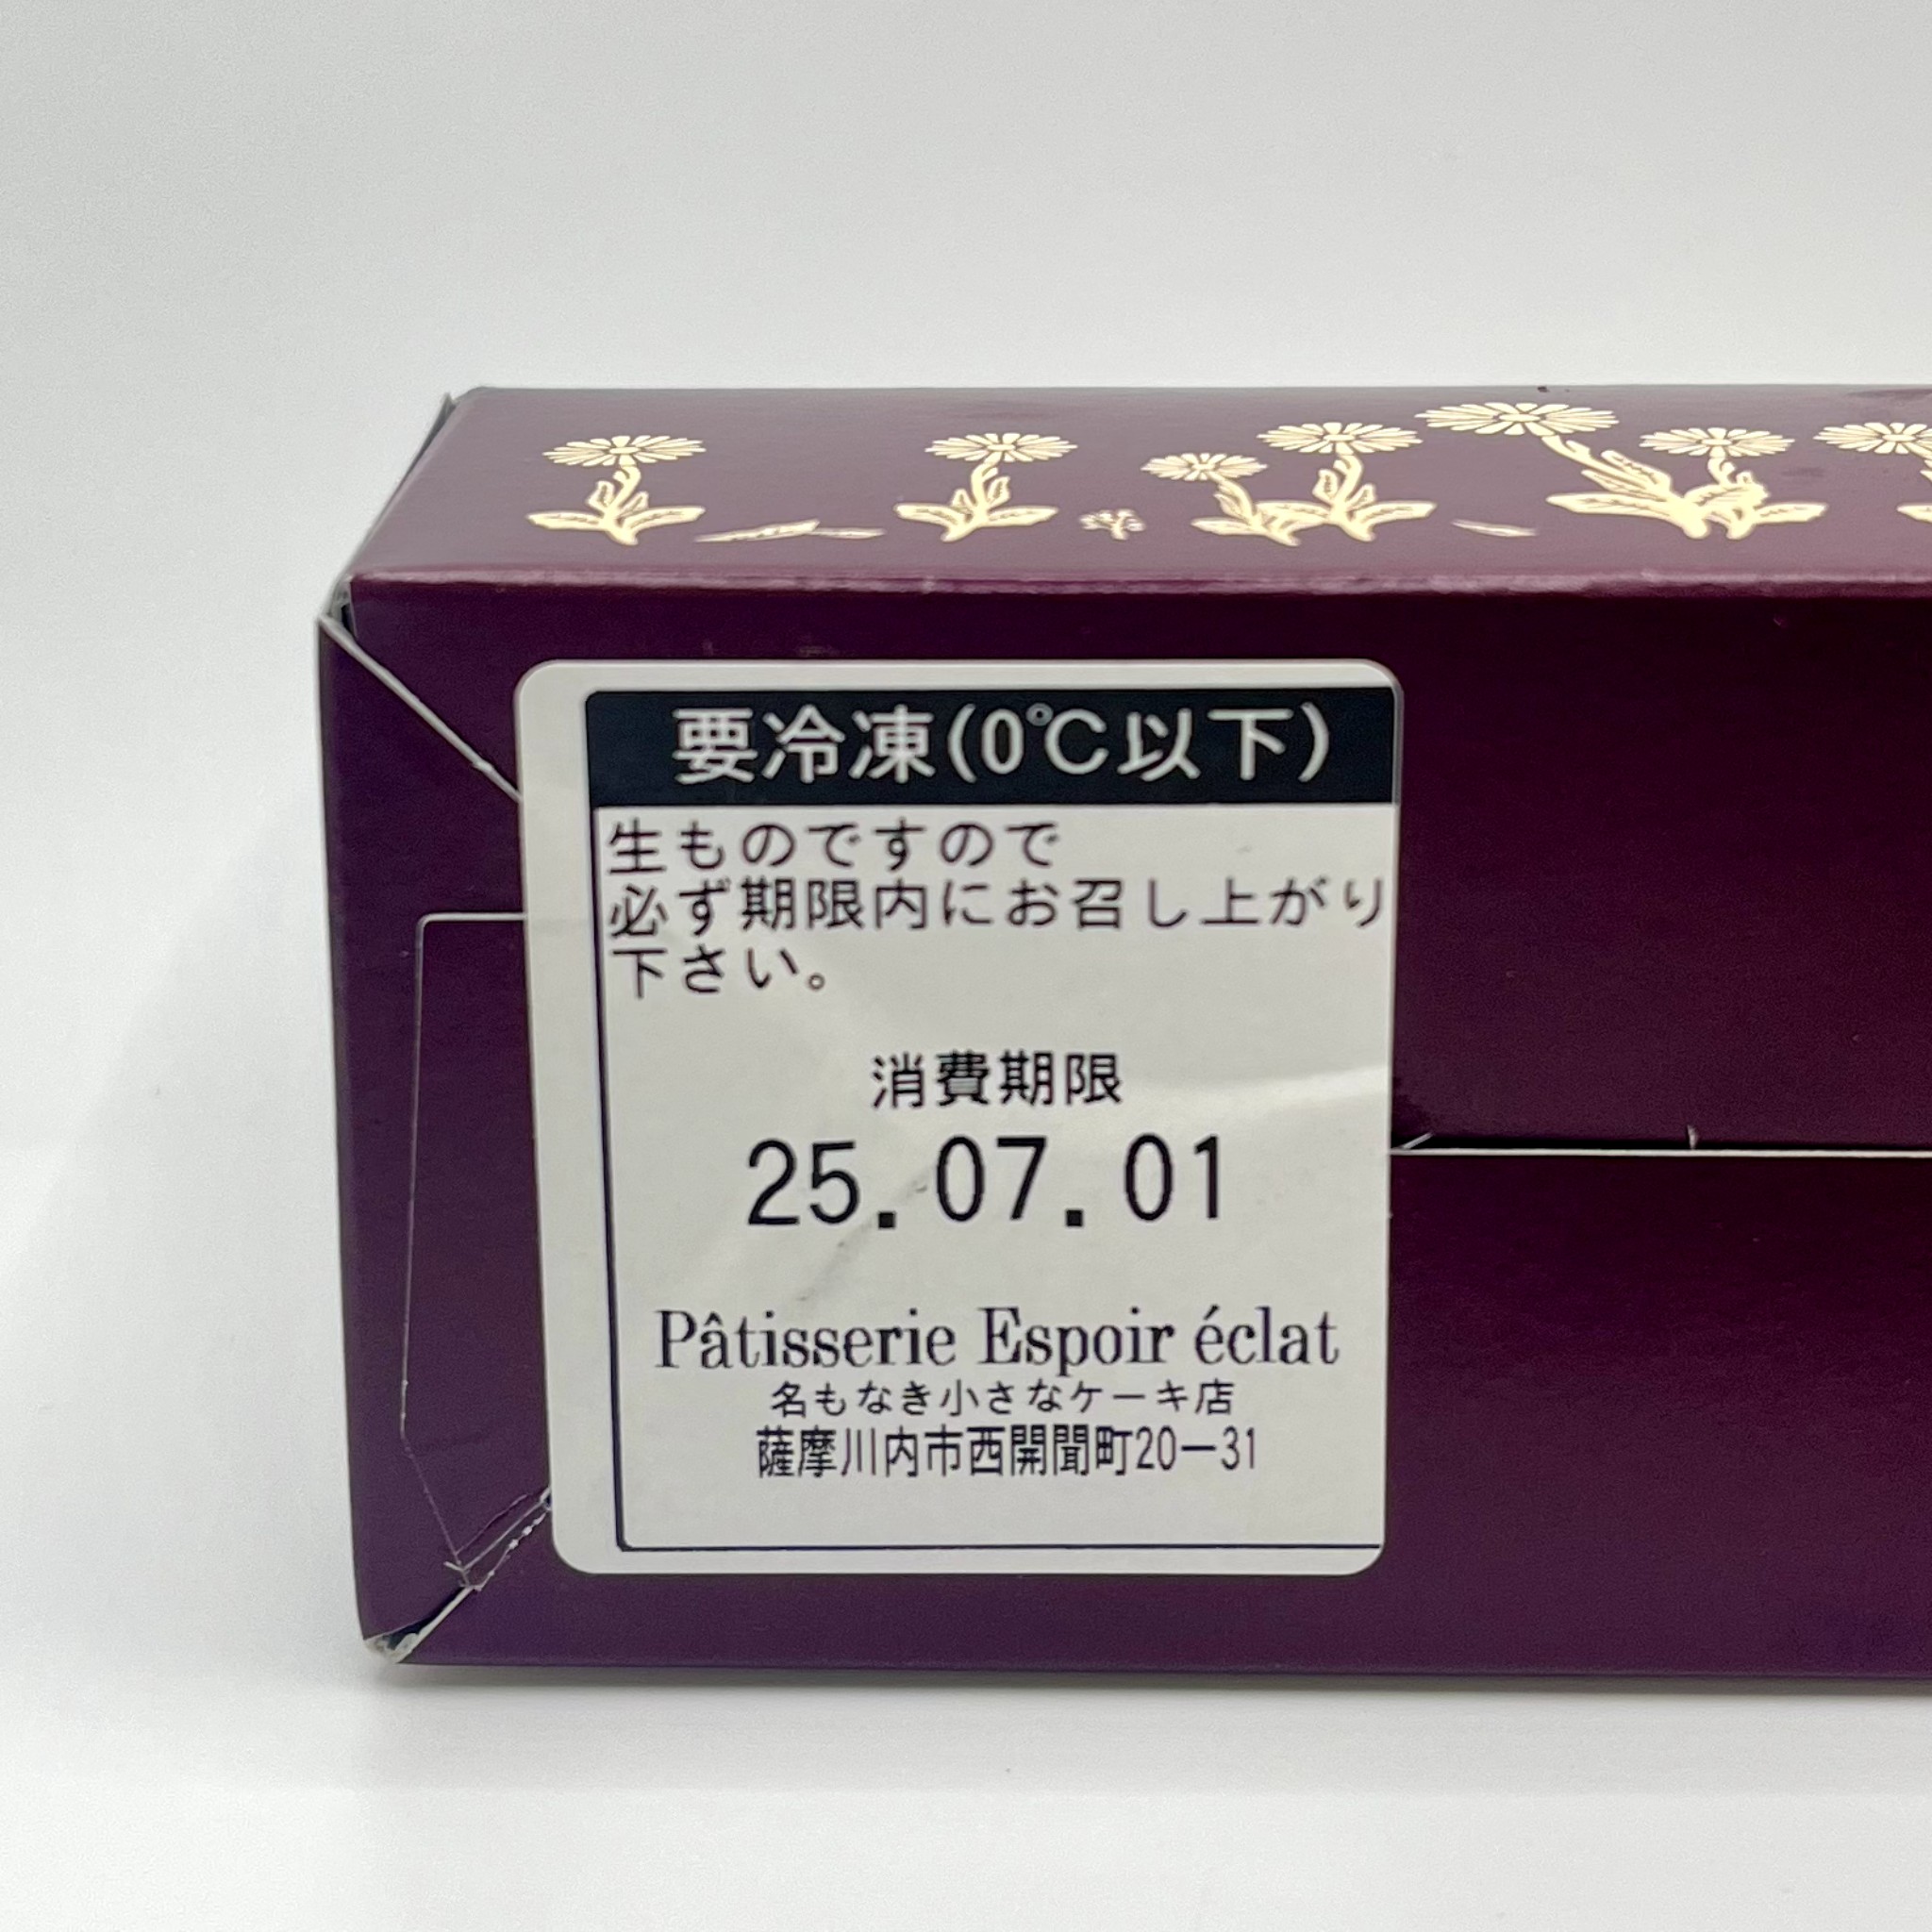 要冷凍(0℃以下)
生ものですので
必ず期限内にお召し上がり
下さい。
消費期限
25.07.01
Pâtisserie Espoir éclat
名もなき小さなケーキ店
薩摩川内市西開聞町20−31